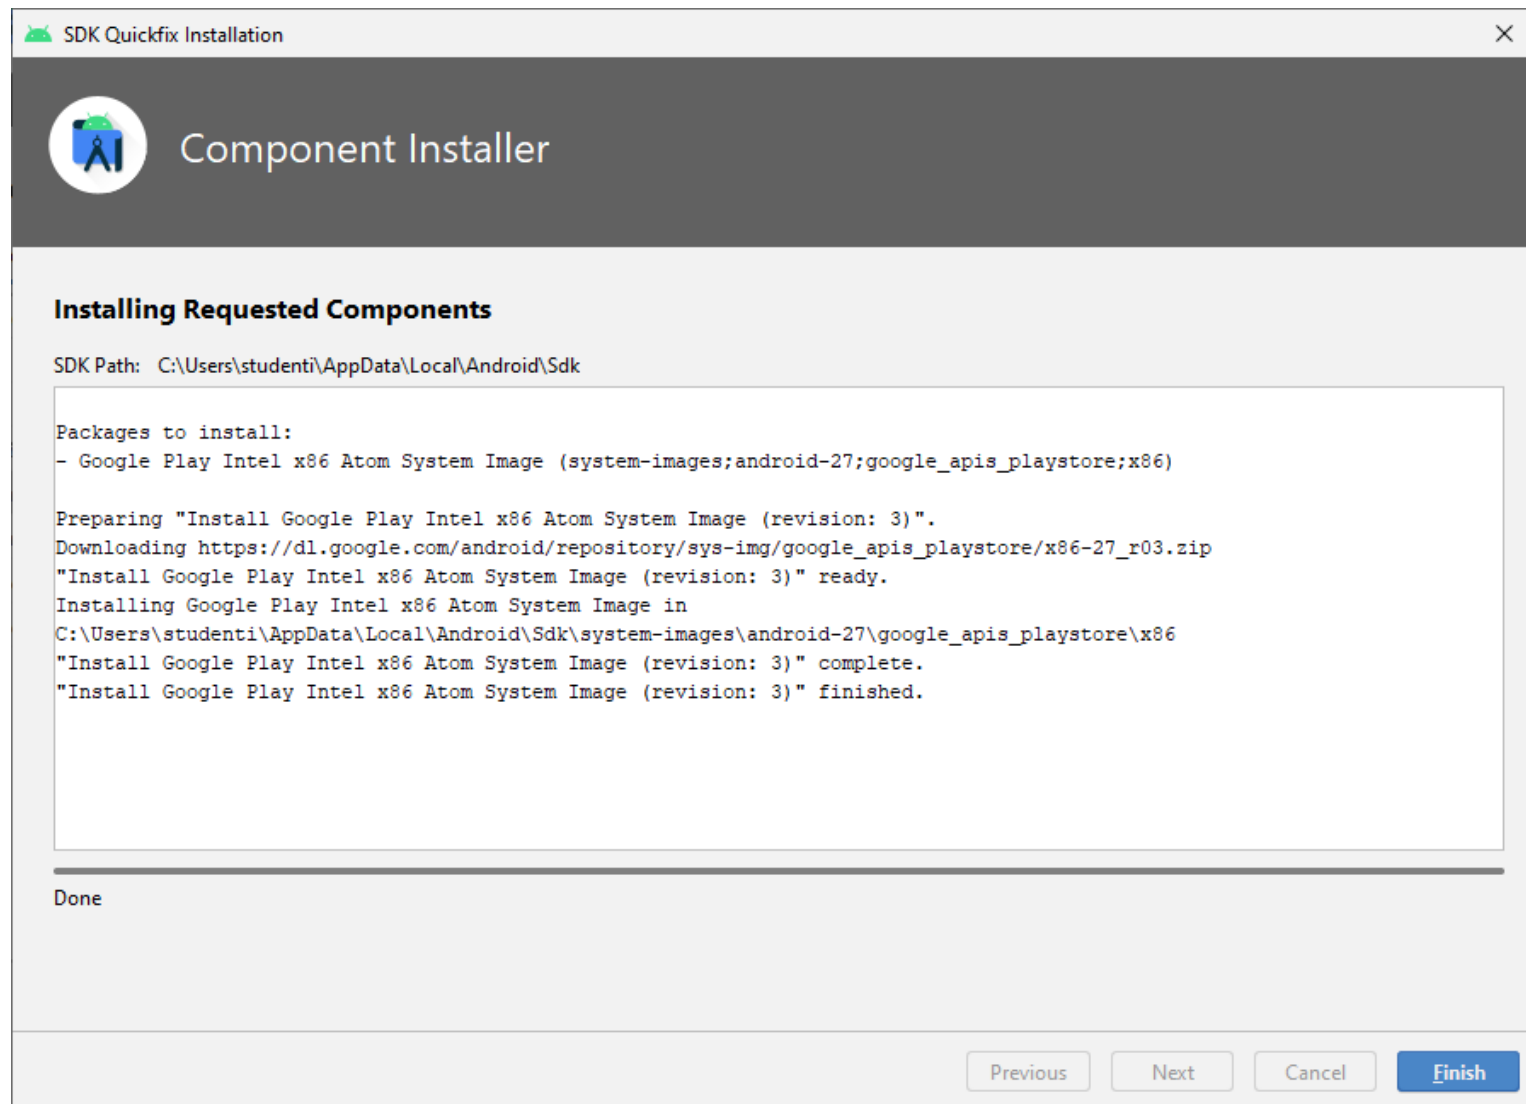 SDK Quickfix Installation
Component Installer
Installing Requested Components
SDK Path: C:\Users\studenti\AppData\Local\Android\Sdk
Packages to install:
- Google Play Intel x86 Atom System Image (system-images;android-27;google_apis_playstore;x86)
Preparing "Install Google Play Intel x86 Atom System Image (revision: 3)".
Downloading https://dl.google.com/android/repository/sys-img/google_apis_playstore/x86-27_r03.zip
"Install Google Play Intel x86 Atom System Image (revision: 3)" ready.
Installing Google Play Intel x86 Atom System Image in
C:\Users\studenti\AppData\Local\Android\Sdk\system-images\android-27\google_apis_playstore\x86
"Install Google Play Intel x86 Atom System Image (revision: 3)" complete.
"Install Google Play Intel x86 Atom System Image (revision: 3)" finished.
Done
Previous Next Cancel Finish